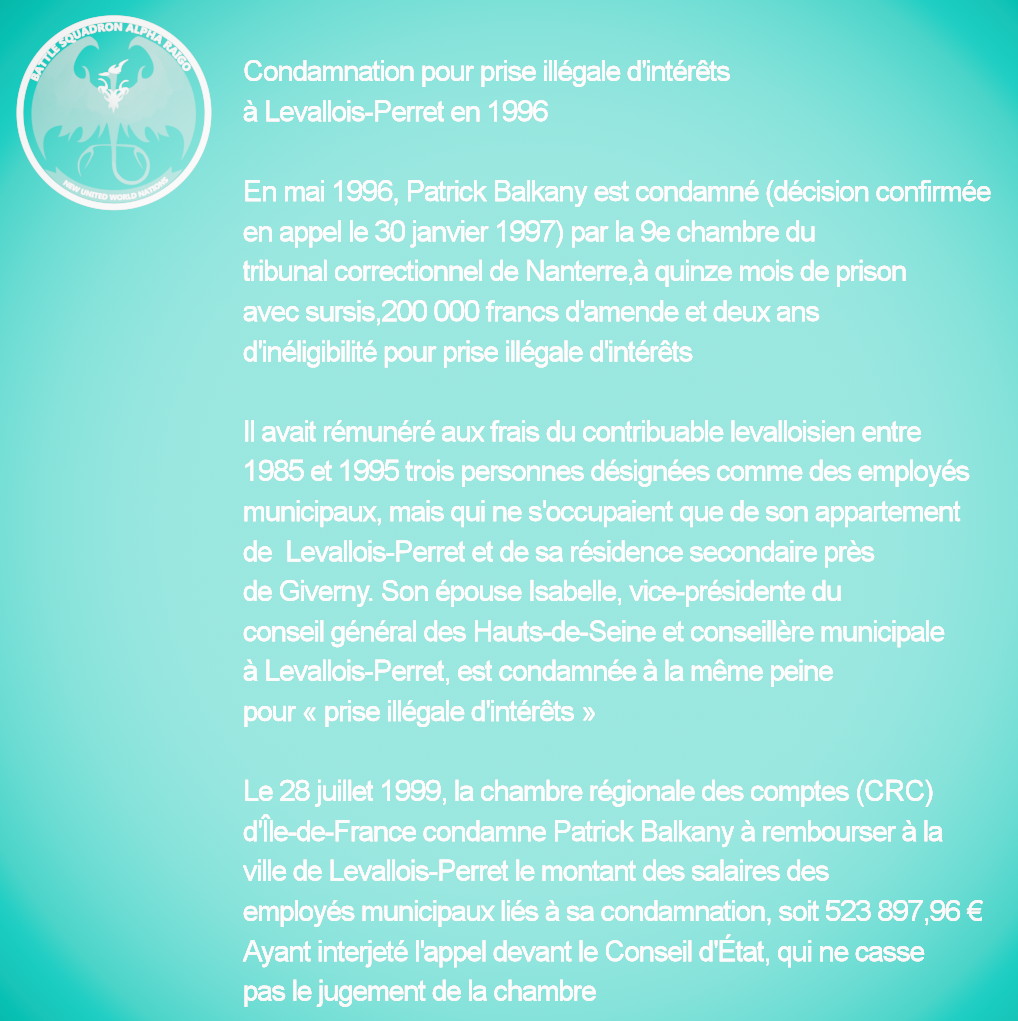 BATTLE SQUADRON ALPHA RAIGO
NEW UNITED WORLD NATIONS
Condamnation pour prise illégale d'intérêts
à Levallois-Perret en 1996
En mai 1996, Patrick Balkany est condamné (décision confirmée
en appel le 30 janvier 1997) par la 9e chambre du
tribunal correctionnel de Nanterre,à quinze mois de prison
avec sursis,200 000 francs d'amende et deux ans
d'inéligibilité pour prise illégale d'intérêts
Il avait rémunéré aux frais du contribuable levalloisien entre
1985 et 1995 trois personnes désignées comme des employés
municipaux, mais qui ne s'occupaient que de son appartement
de  Levallois-Perret et de sa résidence secondaire près
de Giverny. Son épouse Isabelle, vice-présidente du
conseil général des Hauts-de-Seine et conseillère municipale
à Levallois-Perret, est condamnée à la même peine
pour « prise illégale d'intérêts »
Le 28 juillet 1999, la chambre régionale des comptes (CRC)
d'Île-de-France condamne Patrick Balkany à rembourser à la
ville de Levallois-Perret le montant des salaires des
employés municipaux liés à sa condamnation, soit 523 897,96 €
Ayant interjeté l'appel devant le Conseil d'État, qui ne casse
pas le jugement de la chambre